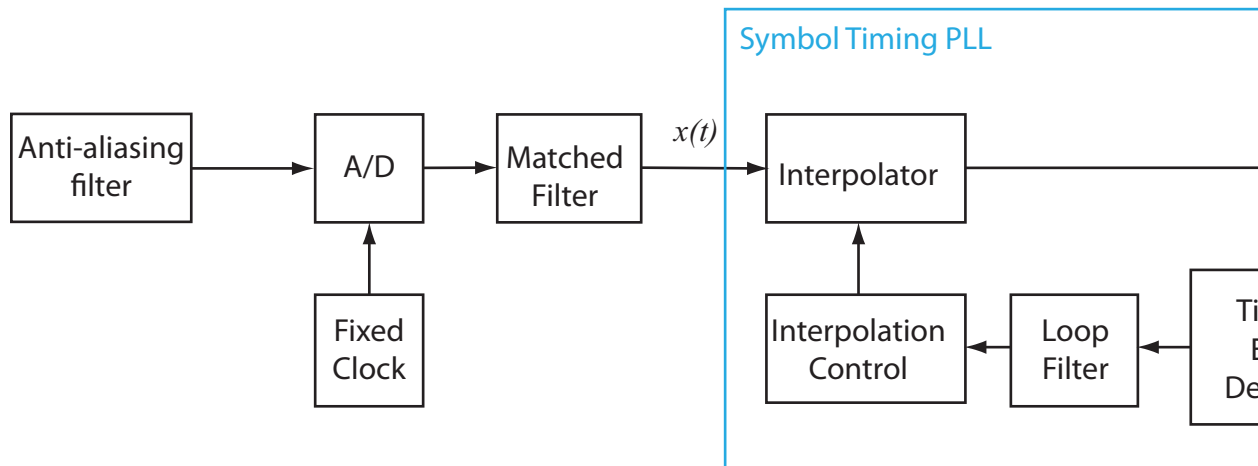 Symbol Timing PLL
Anti-aliasing
filter
A/D
Matched
Filter
x(t)
Interpolator
Fixed
Clock
Interpolation
Control
Loop
Filter